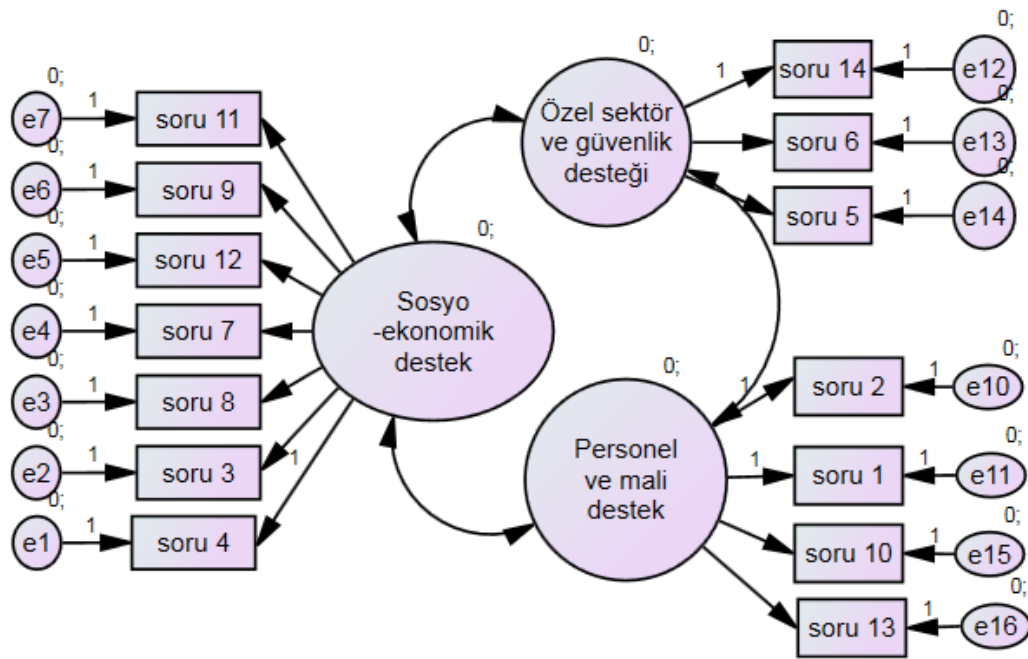 0;
e7
1
soru 11
0;
e6
1
soru 9
0;
e5
1
soru 12
0;
e4
1
soru 7
0;
e3
1
soru 8
0;
e2
1
soru 3
0;
e1
1
soru 4
1
0;
Sosyo
-ekonomik
destek
0;
Özel sektör
ve güvenlik
desteği
1
soru 14
1
0;
e12
soru 6
1
0;
e13
soru 5
1
0;
e14
0;
Personel
ve mali
destek
1
soru 2
1
0;
e10
1
soru 1
1
0;
e11
soru 10
1
0;
e15
soru 13
1
0;
e16